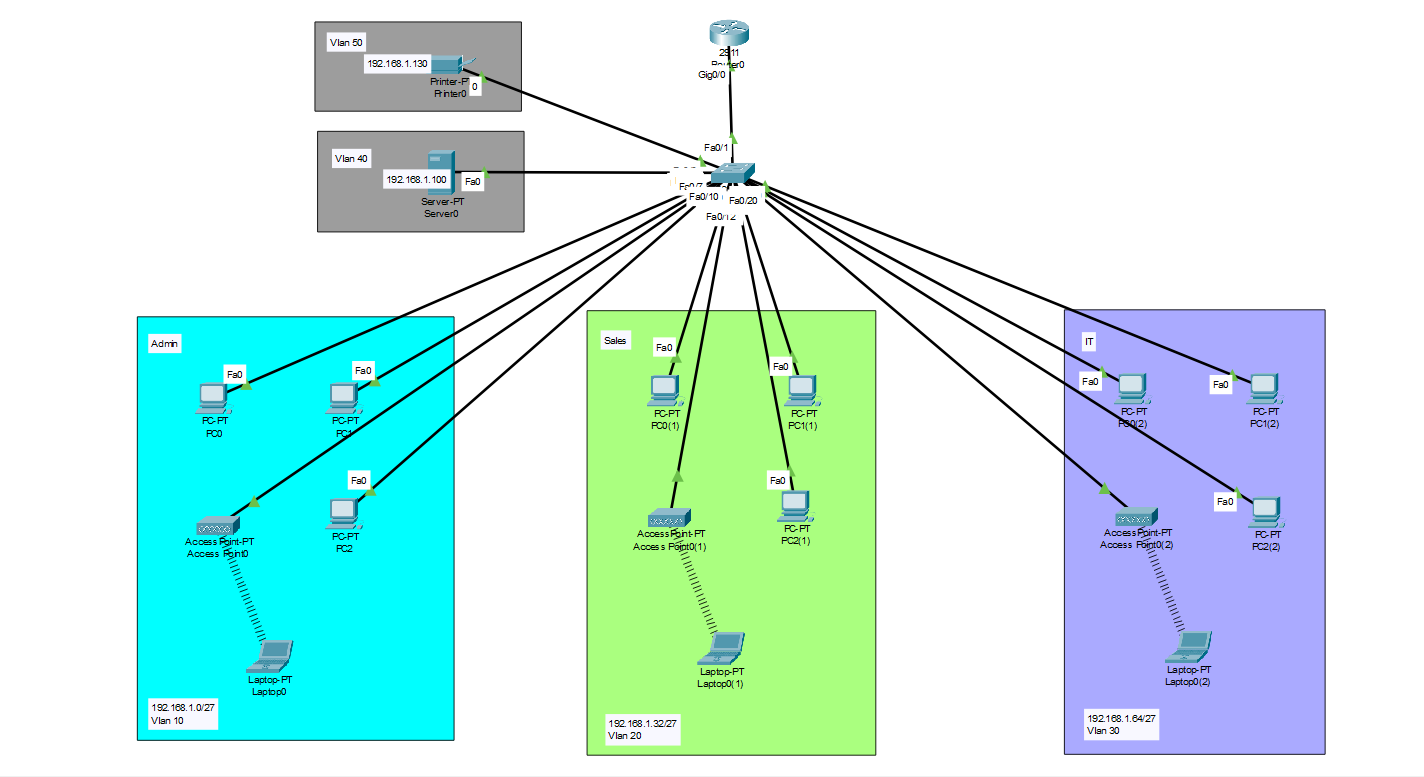 Vlan 50
192.168.1.130
Printer-PT
Printer0
0
2911
Router0
Gig0/0
Fa0/1
Vlan 40
192.168.1.100
Fa0
Server-PT
Server0
Fa0/7
Fa0/10
Fa0/20
Fa0/12
Admin
Fa0
PC-PT
PC0
Fa0
PC-PT
PC1
Fa0
PC-PT
PC2
Access Point-PT
Access Point0
Laptop-PT
Laptop0
192.168.1.0/27
Vlan 10
Sales
Fa0
PC-PT
PC0(1)
Fa0
PC-PT
PC1(1)
Fa0
PC-PT
PC2(1)
Access Point-PT
Access Point0(1)
Laptop-PT
Laptop0(1)
192.168.1.32/27
Vlan 20
IT
Fa0
PC-PT
PC0(2)
Fa0
PC-PT
PC1(2)
Fa0
PC-PT
PC2(2)
Access Point-PT
Access Point0(2)
Laptop-PT
Laptop0(2)
192.168.1.64/27
Vlan 30